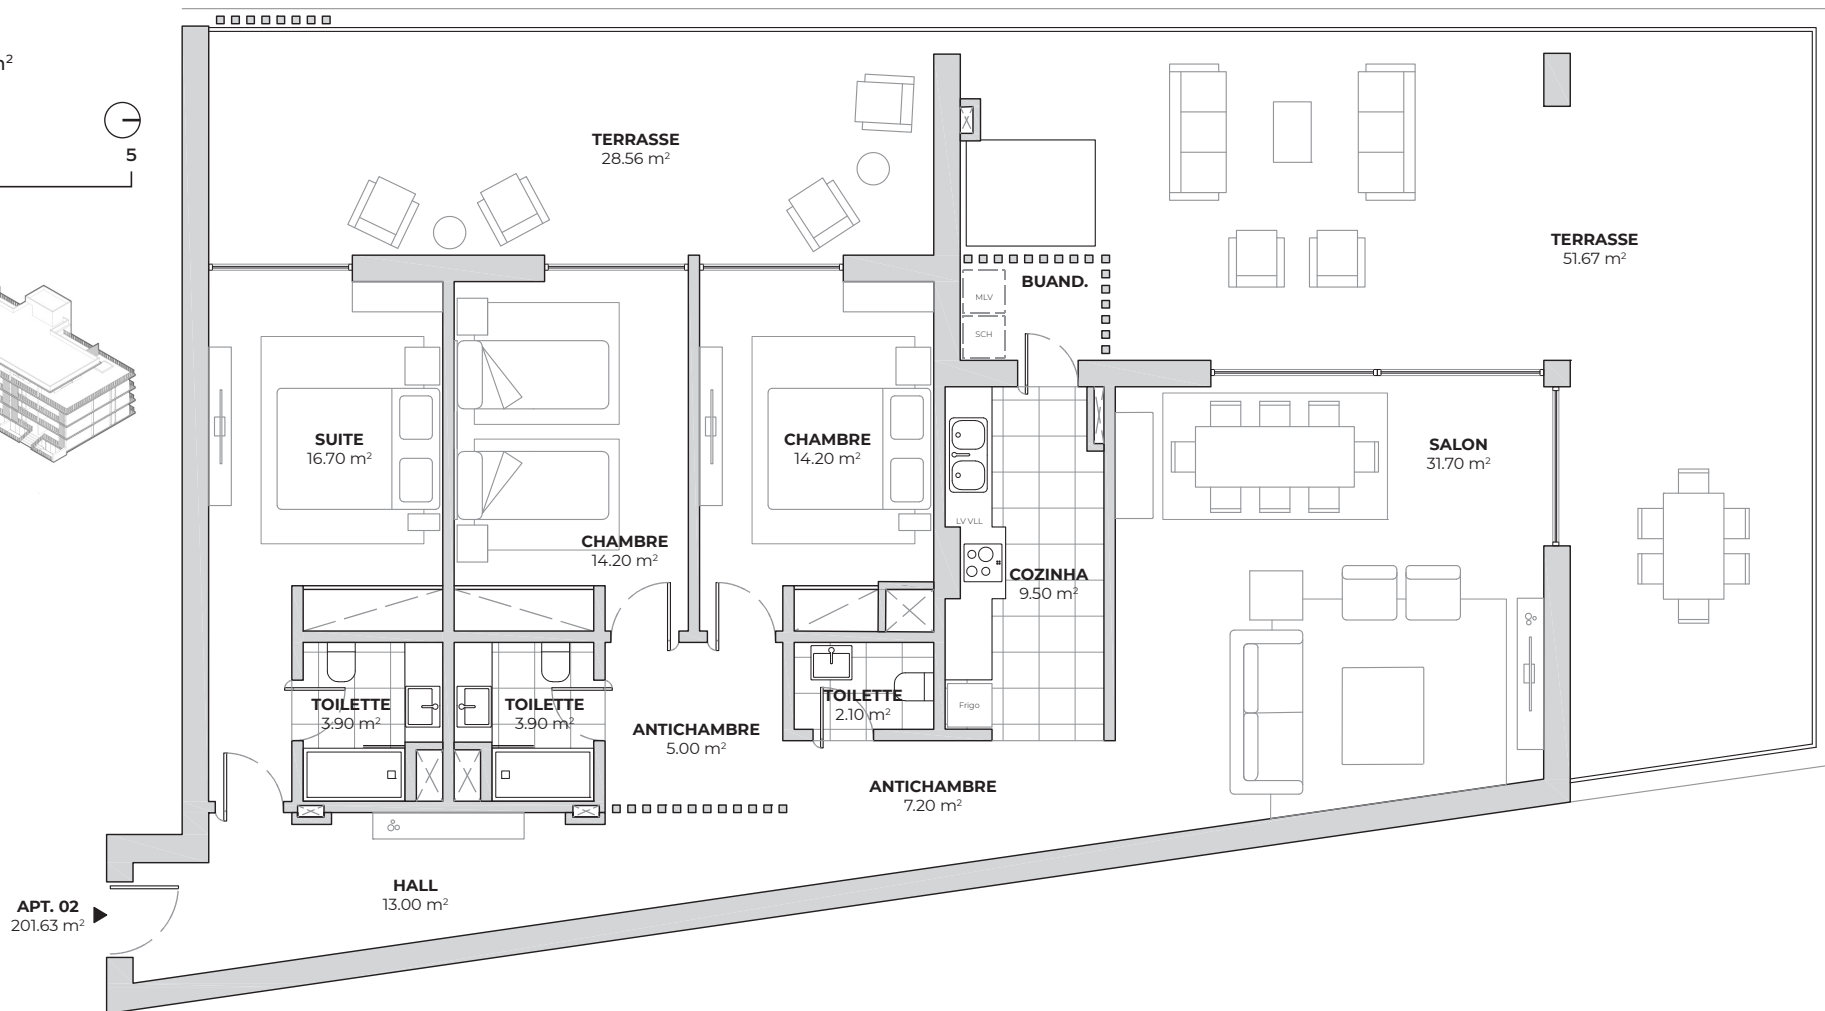 m²
5
TERRASSE
28.56 m²
TERRASSE
51.67 m²
BUAND.
MLV
SCH
SUITE
16.70 m²
CHAMBRE
14.20 m²
SALON
31.70 m²
LV VLL
CHAMBRE
14.20 m²
COZINHA
9.50 m²
TOILETTE
3.90 m²
TOILETTE
3.90 m²
TOILETTE
2.10 m²
Frigo
ANTICHAMBRE
5.00 m²
ANTICHAMBRE
7.20 m²
HALL
13.00 m²
APT. 02
201.63 m²